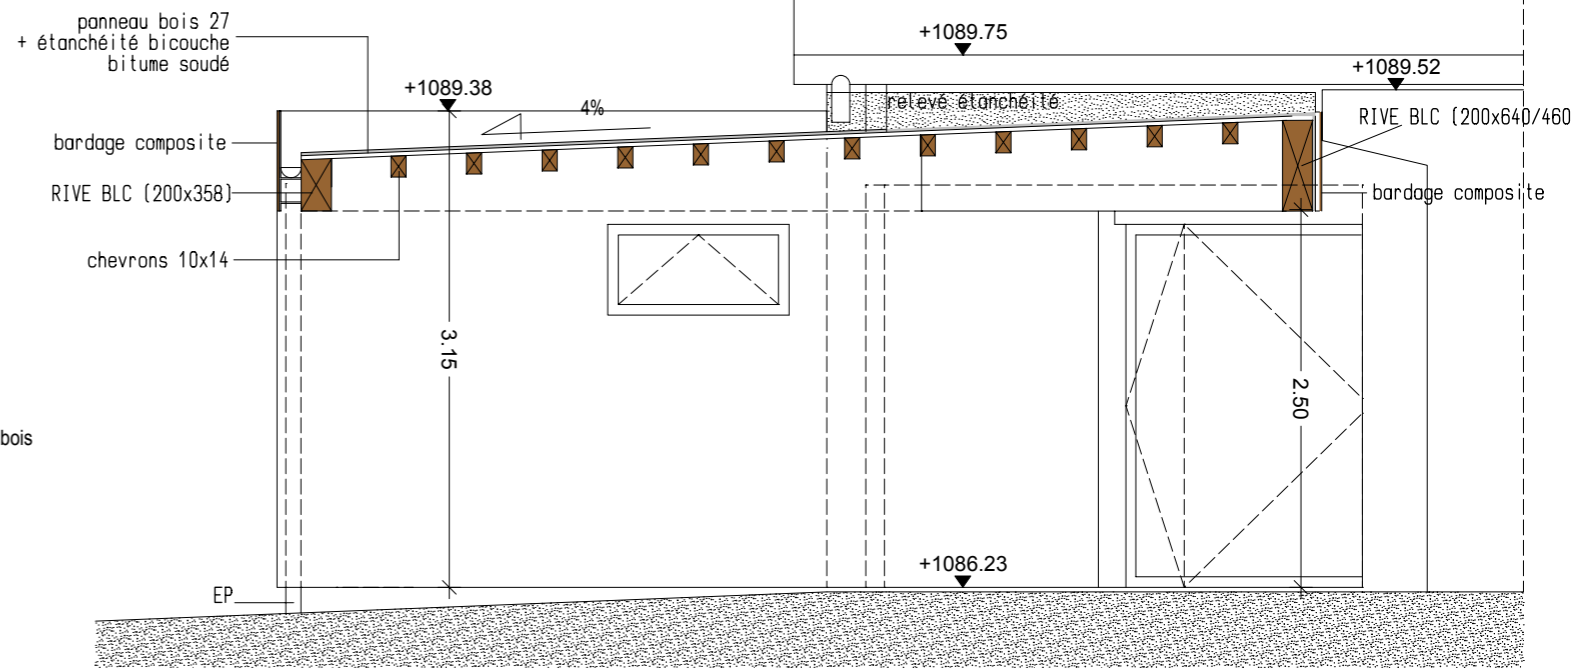 panneau bois 27
+ étanchéité bicouche
bitume soudé
+1089.75
+1089.52
+1089.38
4%
relevé étanchéité
RIVE BLC (200x640/460
bardage composite
RIVE BLC (200x358)
bardage composite
chevrons 10x14
3.15
2.50
bois
+1086.23
EP